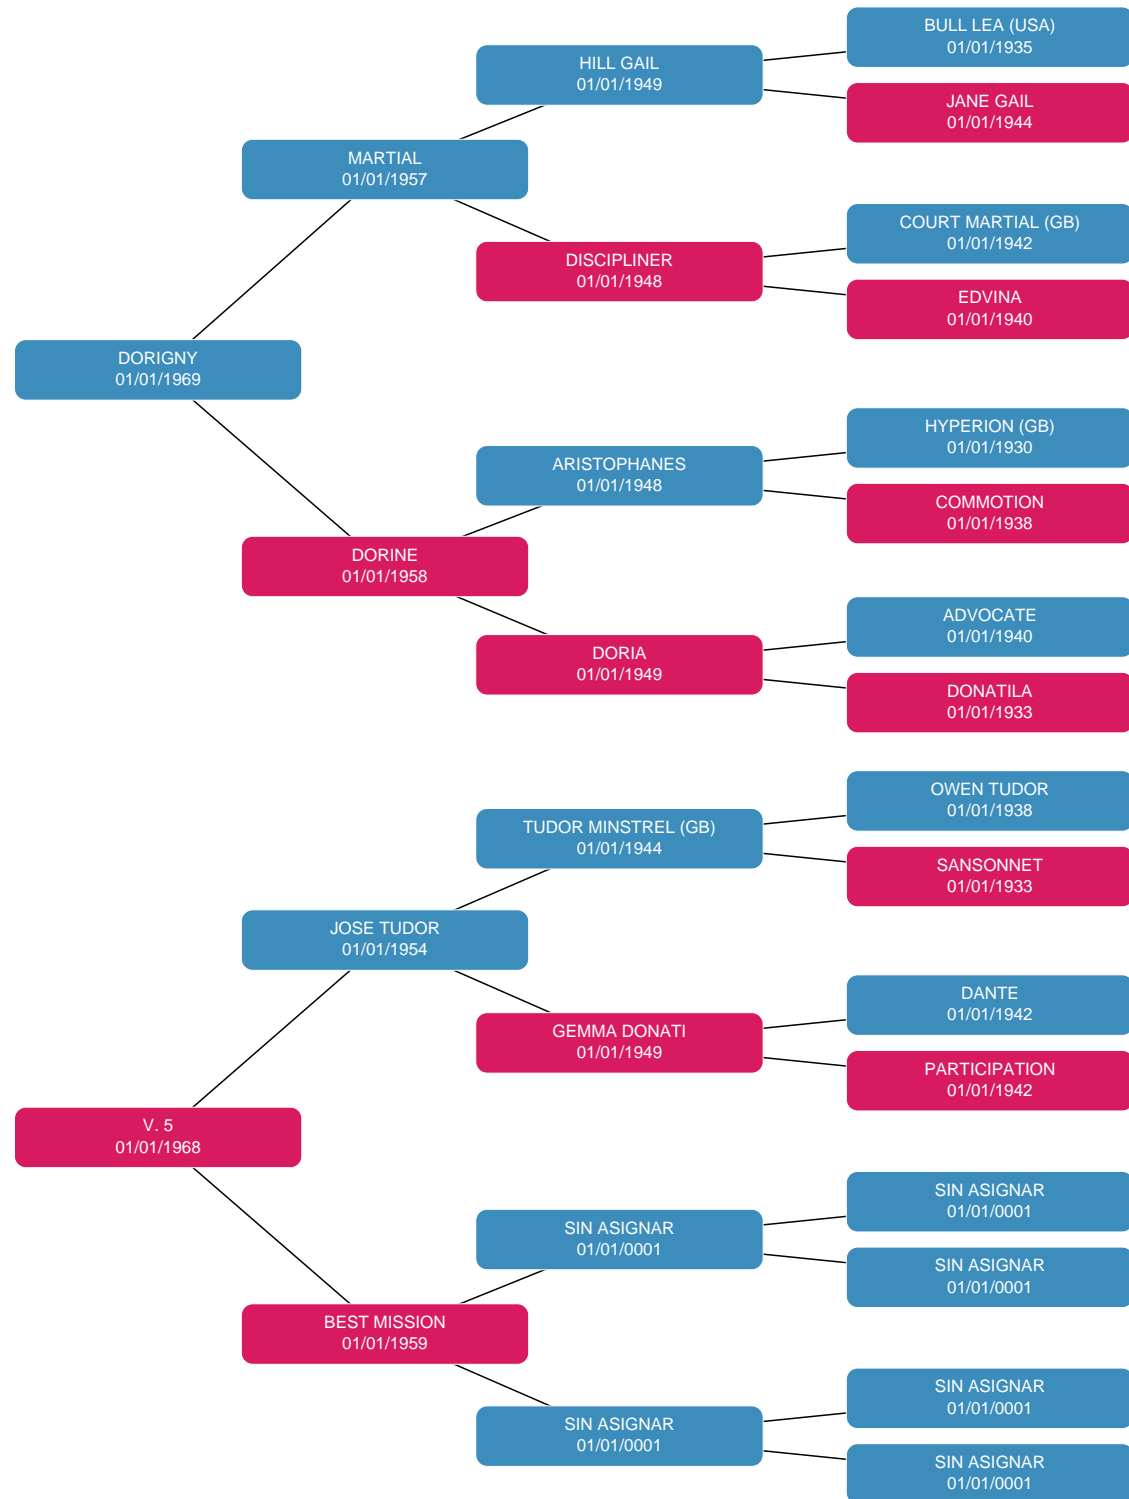 BULL LEA (USA)
01/01/1935
HILL GAIL
01/01/1949
JANE GAIL
01/01/1944
MARTIAL
01/01/1957
COURT MARTIAL (GB)
01/01/1942
DISCIPLINER
01/01/1948
EDVINA
01/01/1940
DORIGNY
01/01/1969
HYPERION (GB)
01/01/1930
ARISTOPHANES
01/01/1948
COMMOTION
01/01/1938
DORINE
01/01/1958
ADVOCATE
01/01/1940
DORIA
01/01/1949
DONATILA
01/01/1933
OWEN TUDOR
01/01/1938
TUDOR MINSTREL (GB)
01/01/1944
SANSONNET
01/01/1933
JOSE TUDOR
01/01/1954
DANTE
01/01/1942
GEMMA DONATI
01/01/1949
PARTICIPATION
01/01/1942
V. 5
01/01/1968
SIN ASIGNAR
01/01/0001
SIN ASIGNAR
01/01/0001
SIN ASIGNAR
01/01/0001
BEST MISSION
01/01/1959
SIN ASIGNAR
01/01/0001
SIN ASIGNAR
01/01/0001
SIN ASIGNAR
01/01/0001